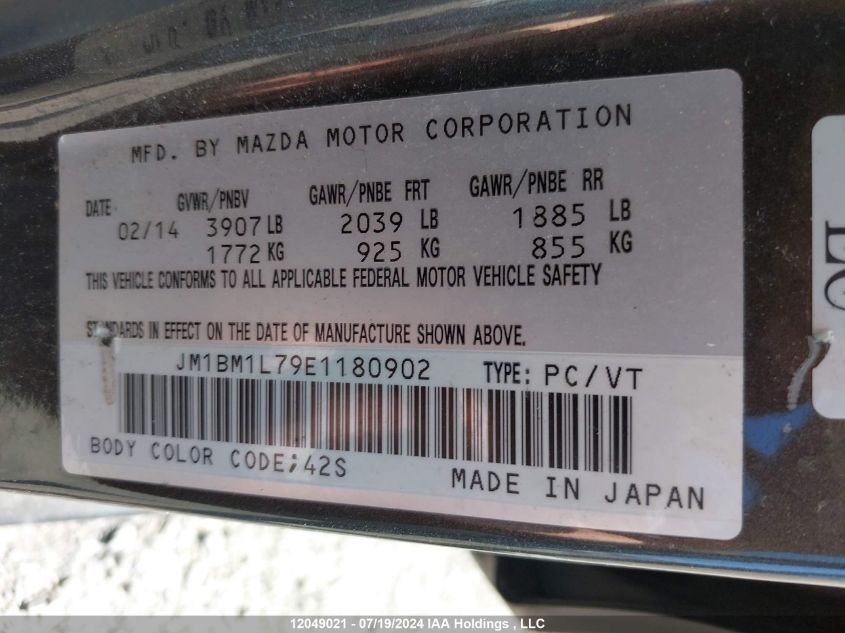 MFD. BY MAZDA MOTOR CORPORATION
DATE GVWR/PNBV GAWR/PNBE FRT GAWR/PNBE RR
02/14 3907 LB 2039 LB 1885 LB
1772 KG 925 KG 855 KG
THIS VEHICLE CONFORMS TO ALL APPLICABLE FEDERAL MOTOR VEHICLE SAFETY
STANDARDS IN EFFECT ON THE DATE OF MANUFACTURE SHOWN ABOVE.
JM1BM1L79E1180902 TYPE: PC/VT
BODY COLOR CODE;42S
MADE IN JAPAN
12049021 - 07/19/2024 IAA Holdings , LLC